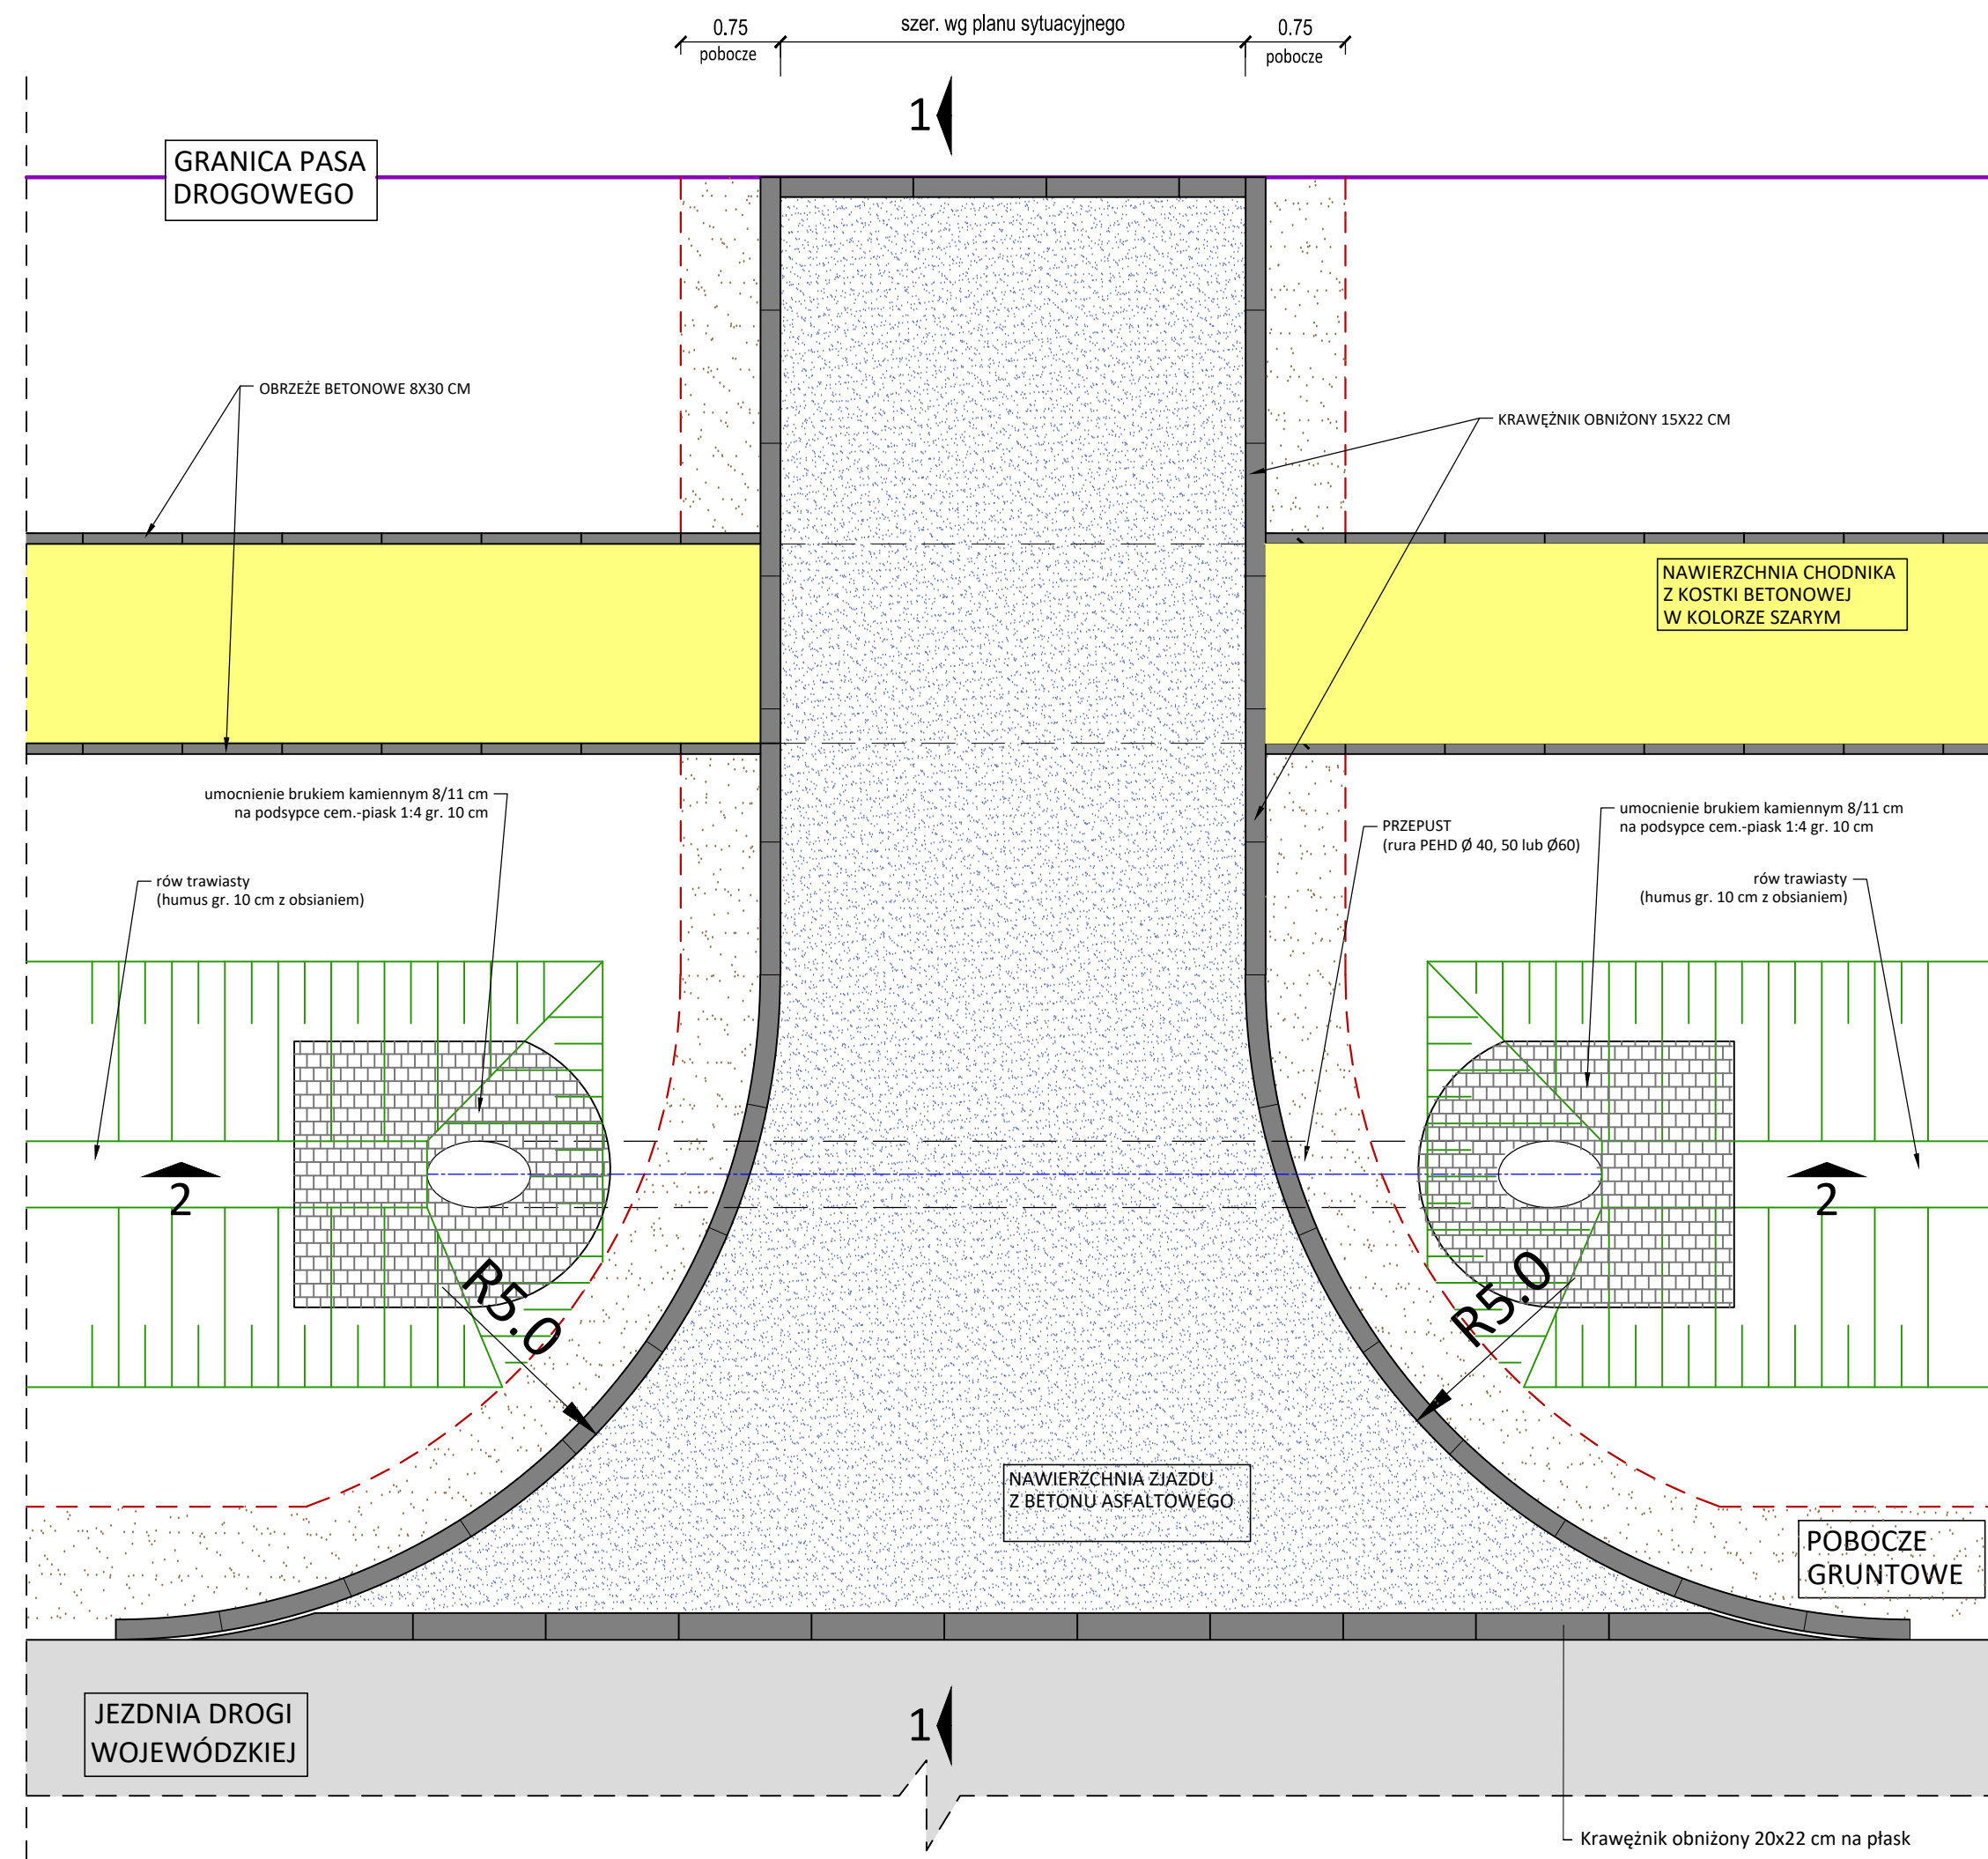 0.75
szer. wg planu sytuacyjnego
0.75
pobocze
pobocze
1
GRANICA PASA
DROGOWEGO
OBRZEŻE BETONOWE 8X30 CM
KRAWĘŻNIK OBNIŻONY 15X22 CM
NAWIERZCHNIA CHODNIKA
Z KOSTKI BETONOWEJ
W KOLORZE SZARYM
umocnienie brukiem kamiennym 8/11 cm
na podsypce cem.-piask 1:4 gr. 10 cm
umocnienie brukiem kamiennym 8/11 cm
na podsypce cem.-piask 1:4 gr. 10 cm
PRZEPUST
(rura PEHD Ø 40, 50 lub Ø60)
rów trawiasty
(humus gr. 10 cm z obsianiem)
rów trawiasty
(humus gr. 10 cm z obsianiem)
2
2
R5.0
R5.0
NAWIERZCHNIA ZJAZDU
Z BETONU ASFALTOWEGO
POBOCZE
GRUNTOWE
JEZDNIA DROGI
WOJEWÓDZKIEJ
1
Krawężnik obniżony 20x22 cm na płask